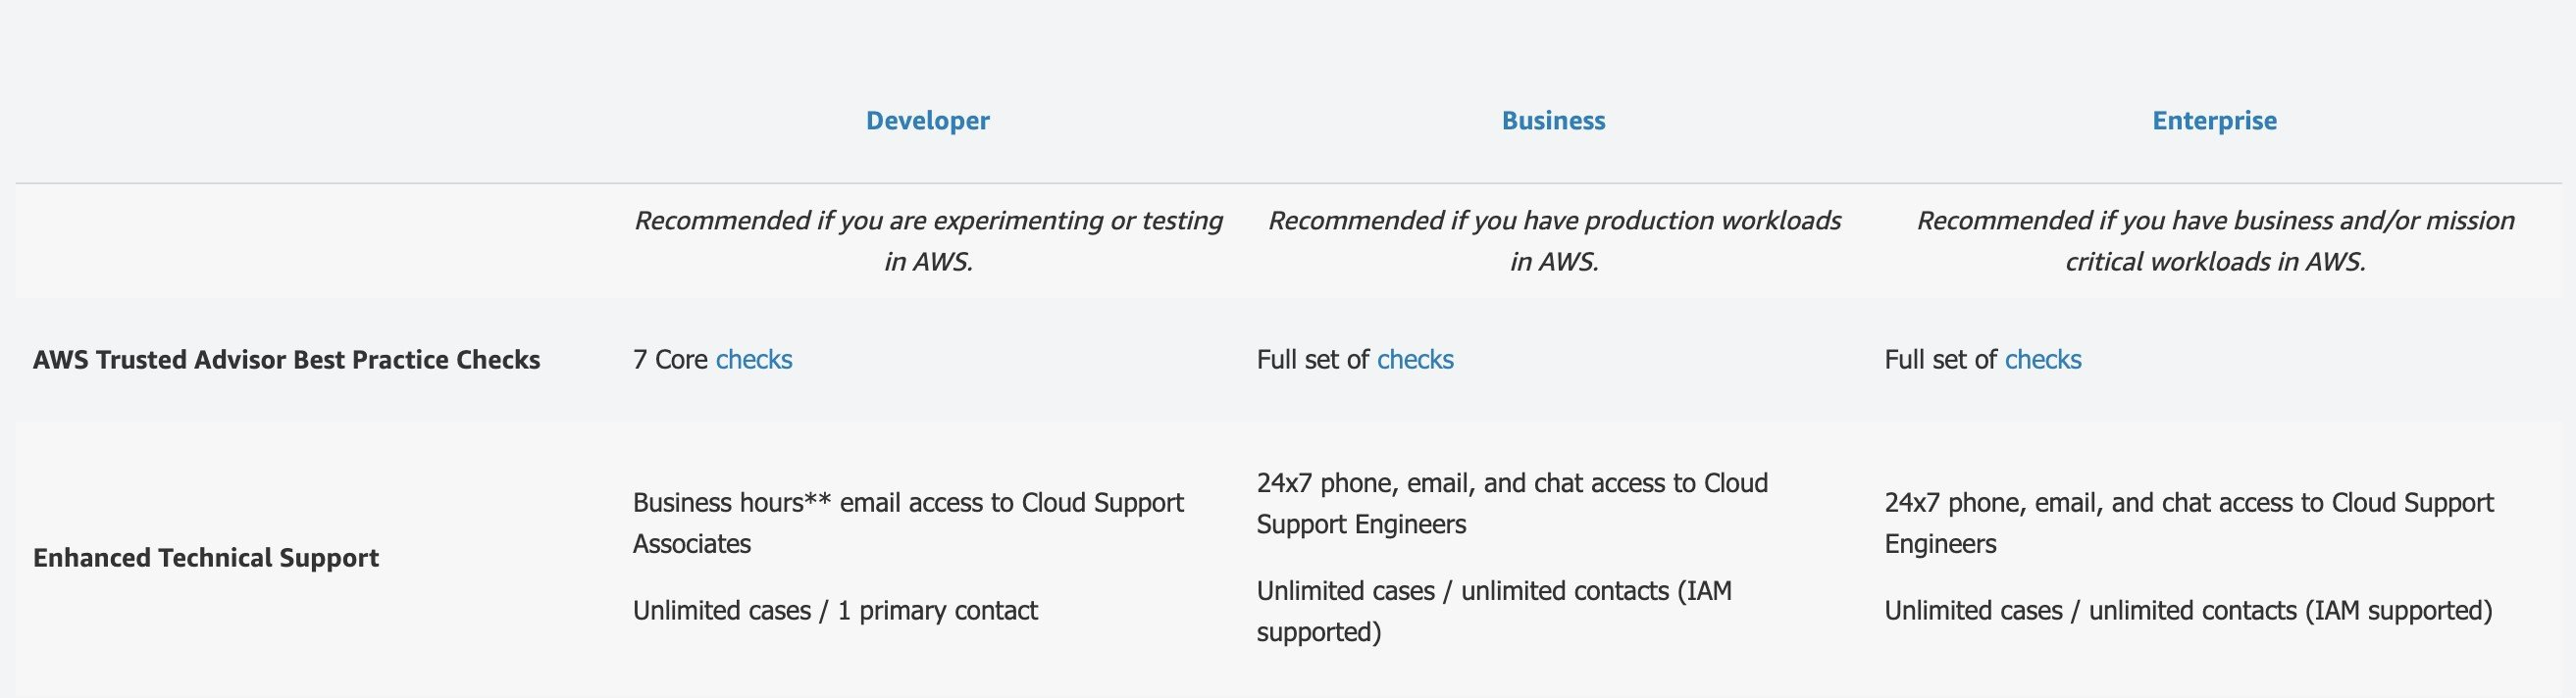 Developer
Business
Enterprise
Recommended if you are experimenting or testing
in AWS.
Recommended if you have production workloads
in AWS.
Recommended if you have business and/or mission
critical workloads in AWS.
AWS Trusted Advisor Best Practice Checks
7 Core checks
Full set of checks
Full set of checks
Enhanced Technical Support
Business hours** email access to Cloud Support
Associates
Unlimited cases / 1 primary contact
24x7 phone, email, and chat access to Cloud
Support Engineers
Unlimited cases / unlimited contacts (IAM
supported)
24x7 phone, email, and chat access to Cloud Support
Engineers
Unlimited cases / unlimited contacts (IAM supported)